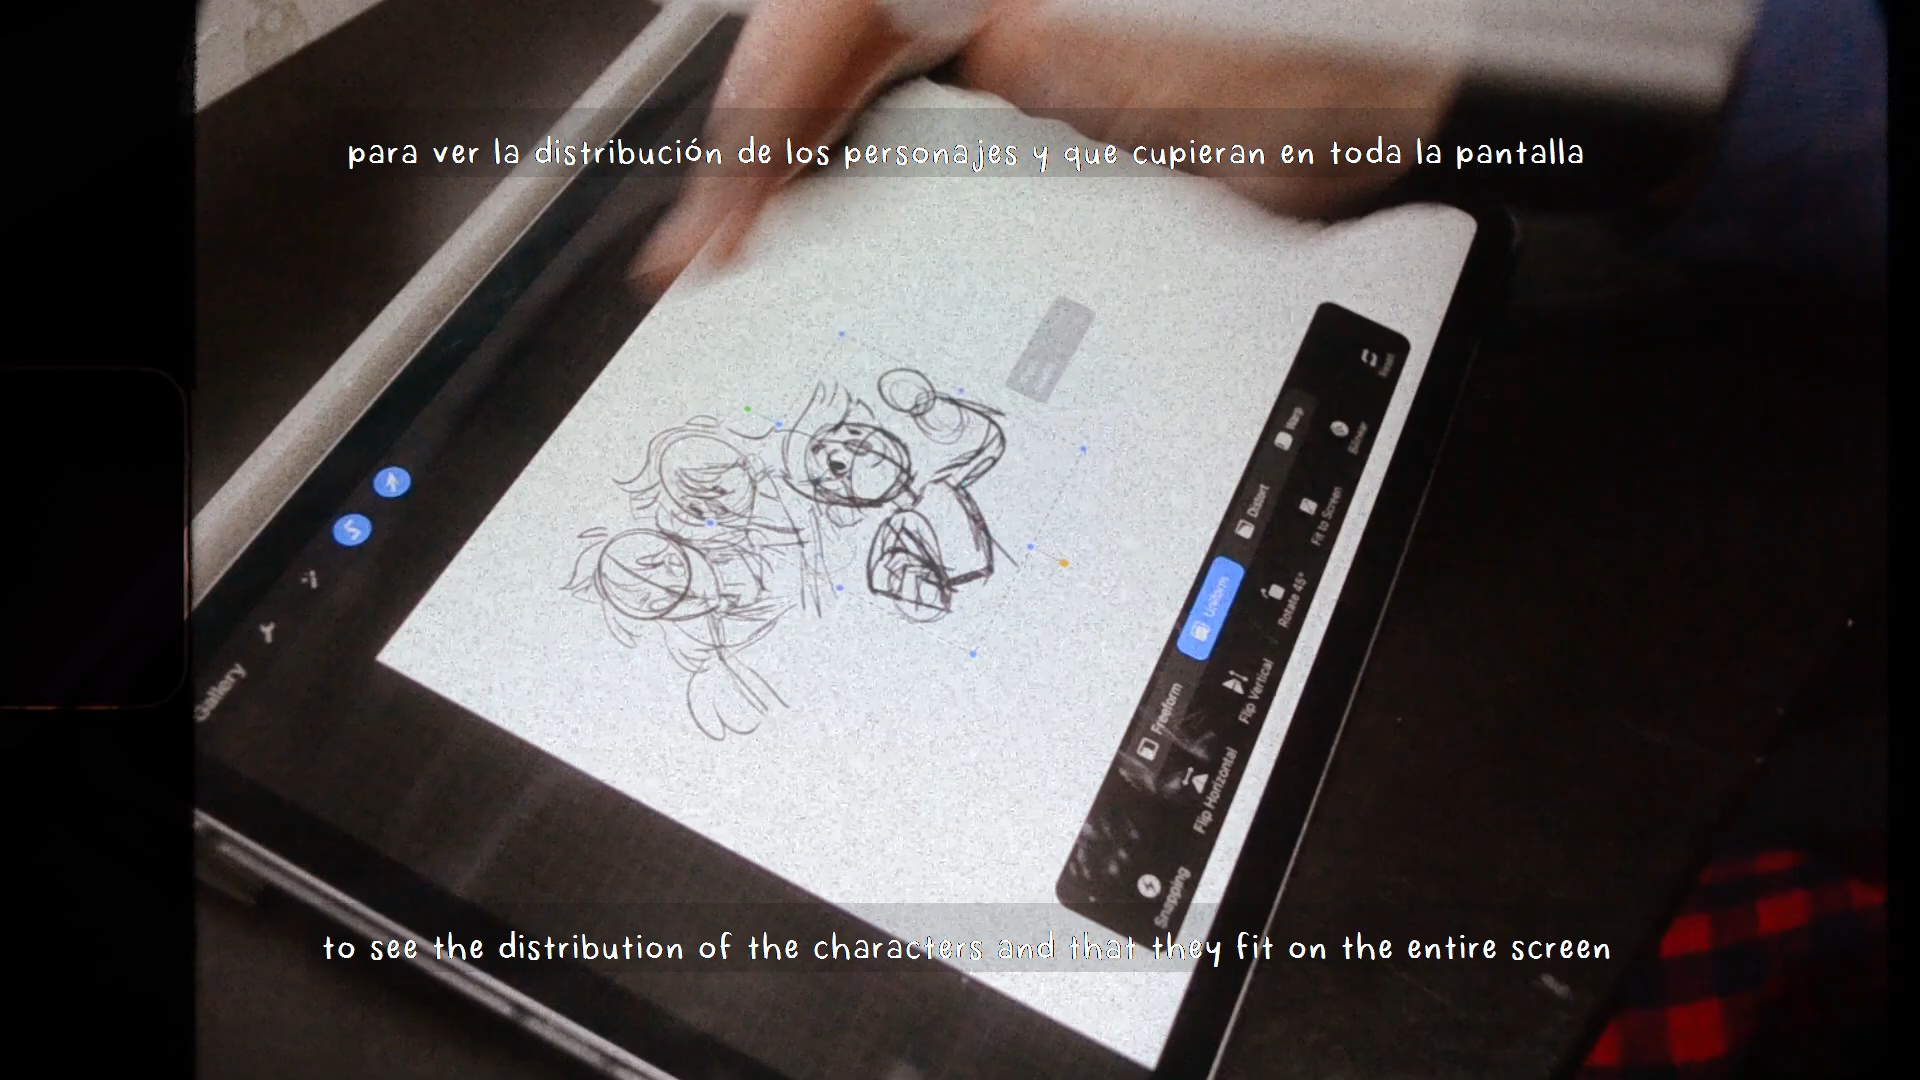 para ver la distribución de los personajes y que cupieran en toda la pantalla
Gallery
Freeform
Uniform
Distort
Warp
Snapping
Flip Horizontal
Flip Vertical
Rotate 45°
Fit to Screen
Bilinear
Reset
to see the distribution of the characters and that they fit on the entire screen